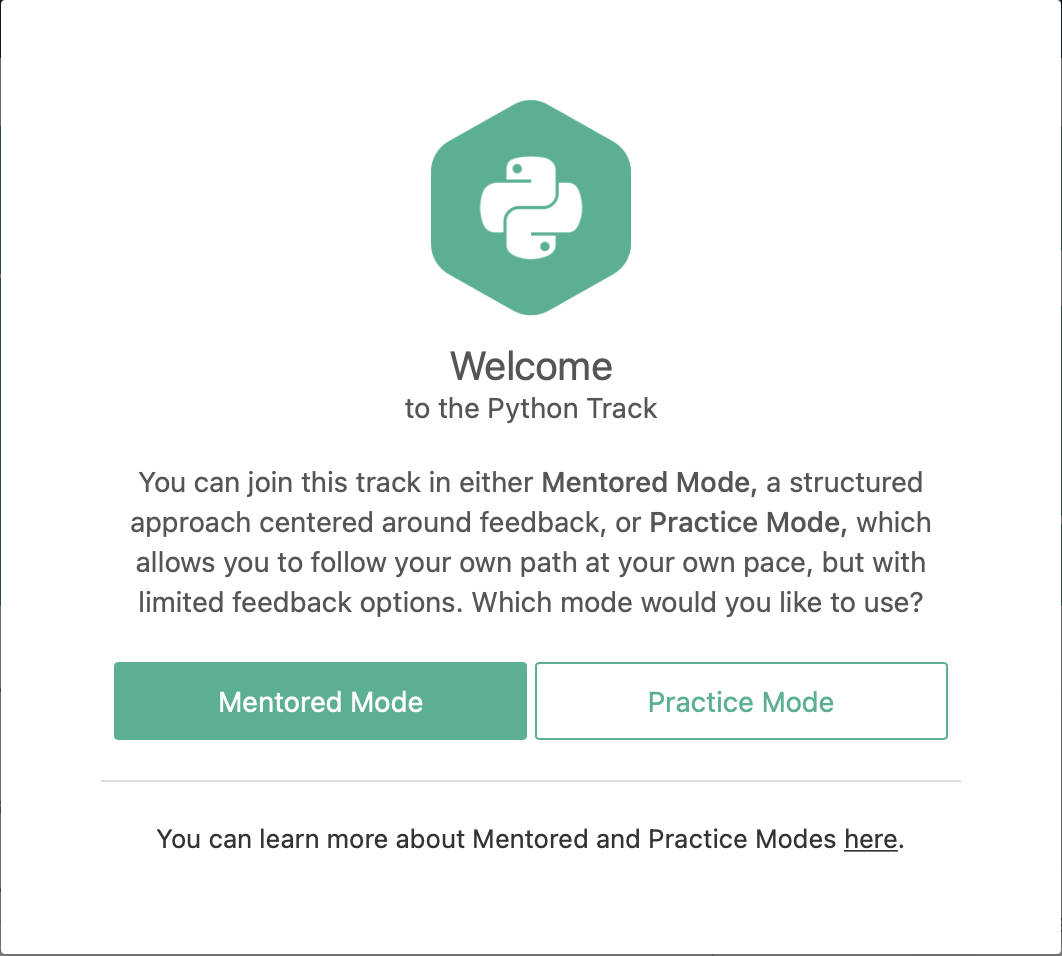 Welcome
to the Python Track
You can join this track in either Mentored Mode, a structured
approach centered around feedback, or Practice Mode, which
allows you to follow your own path at your own pace, but with
limited feedback options. Which mode would you like to use?
Mentored Mode
Practice Mode
You can learn more about Mentored and Practice Modes here.